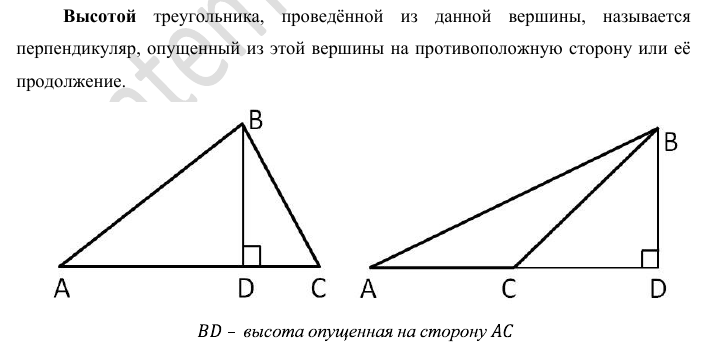 Высотой треугольника, проведённой из данной вершины, называется
перпендикуляр, опущенный из этой вершины на противоположную сторону или её
продолжение.
B
B
A D C A C D
BD – высота опущенная на сторону AC